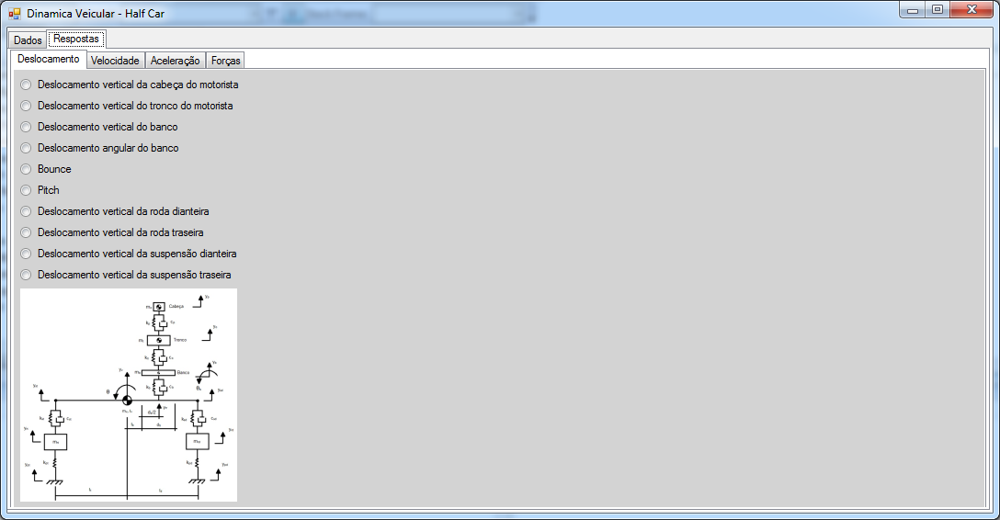 Dinamica Veicular - Half Car
Dados
Respostas
Deslocamento
Velocidade
Aceleração
Forças
Deslocamento vertical da cabeça do motorista
Deslocamento vertical do tronco do motorista
Deslocamento vertical do banco
Deslocamento angular do banco
Bounce
Pitch
Deslocamento vertical da roda dianteira
Deslocamento vertical da roda traseira
Deslocamento vertical da suspensão dianteira
Deslocamento vertical da suspensão traseira
Cabeça
Tronco
Banco
θ